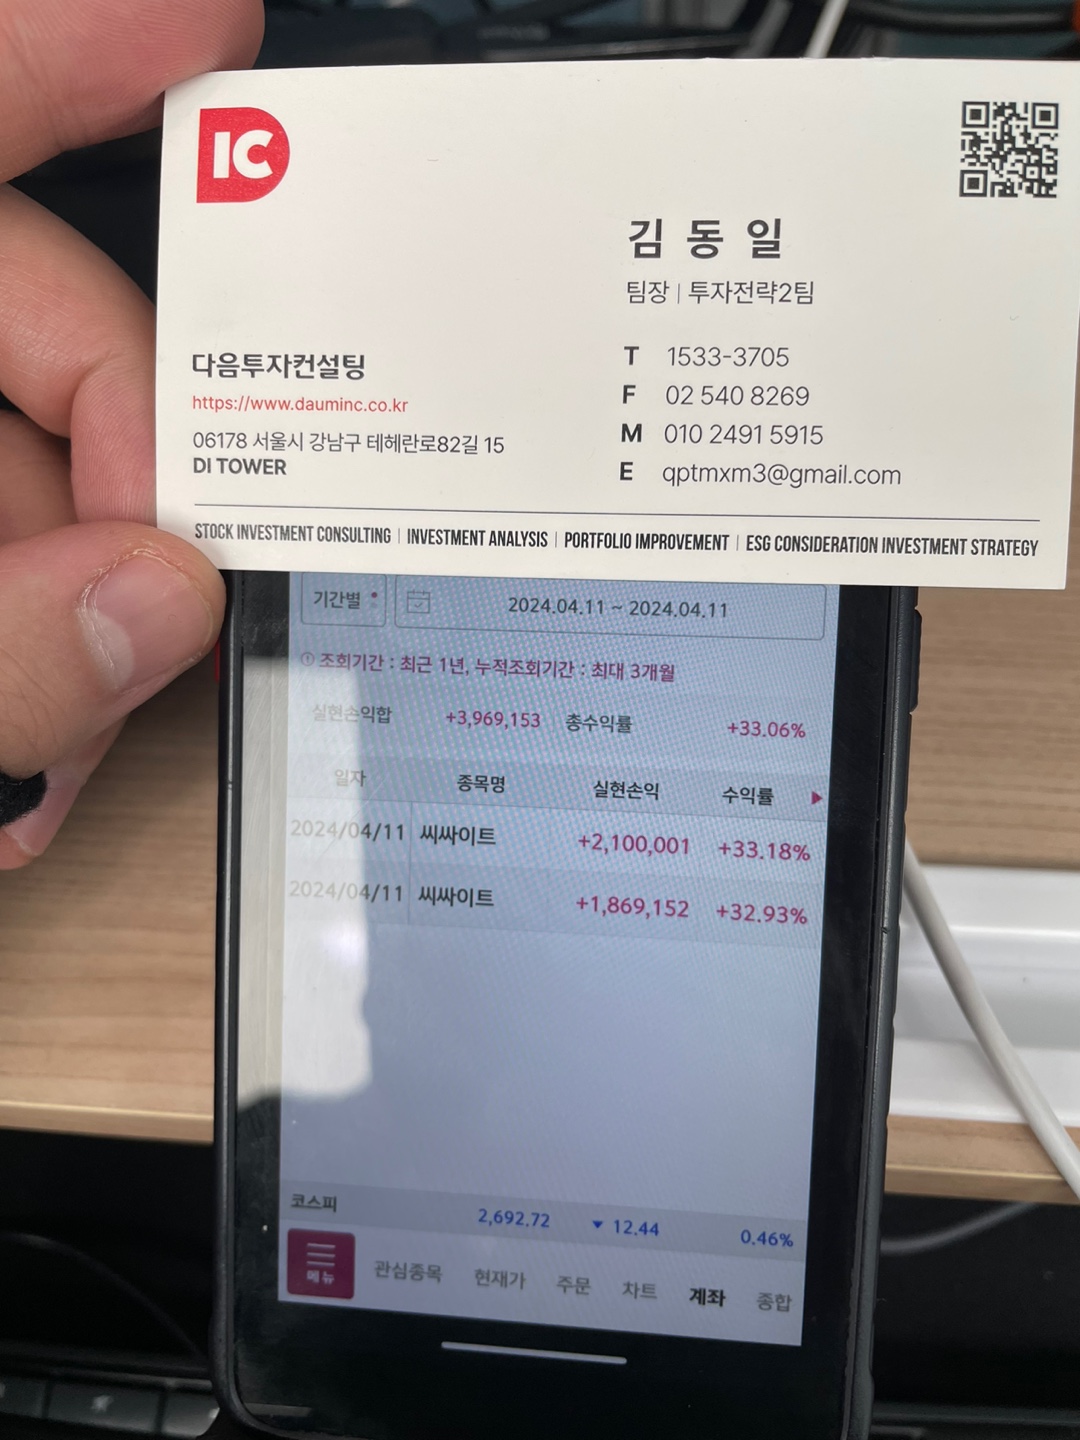 IC
김동일
팀장 | 투자전략2팀
다음투자컨설팅
https://www.dauminc.co.kr
06178 서울시 강남구 테헤란로82길 15
DI TOWER
T 1533-3705
F 02 540 8269
M 010 2491 5915
E qptmxm3@gmail.com
STOCK INVESTMENT CONSULTING | INVESTMENT ANALYSIS | PORTFOLIO IMPROVEMENT | ESG CONSIDERATION INVESTMENT STRATEGY
기간별 2024.04.11 ~ 2024.04.11
조회기간 : 최근 1년, 누적조회기간 : 최대 3개월
실현손익합 +3,969,153 총수익률 +33.06%
일자 종목명 실현손익 수익률
2024/04/11 씨싸이트 +2,100,001 +33.18%
2024/04/11 씨싸이트 +1,869,152 +32.93%
코스피 2,692.72 ▼ 12.44 0.46%
메뉴 관심종목 현재가 주문 차트 계좌 종합